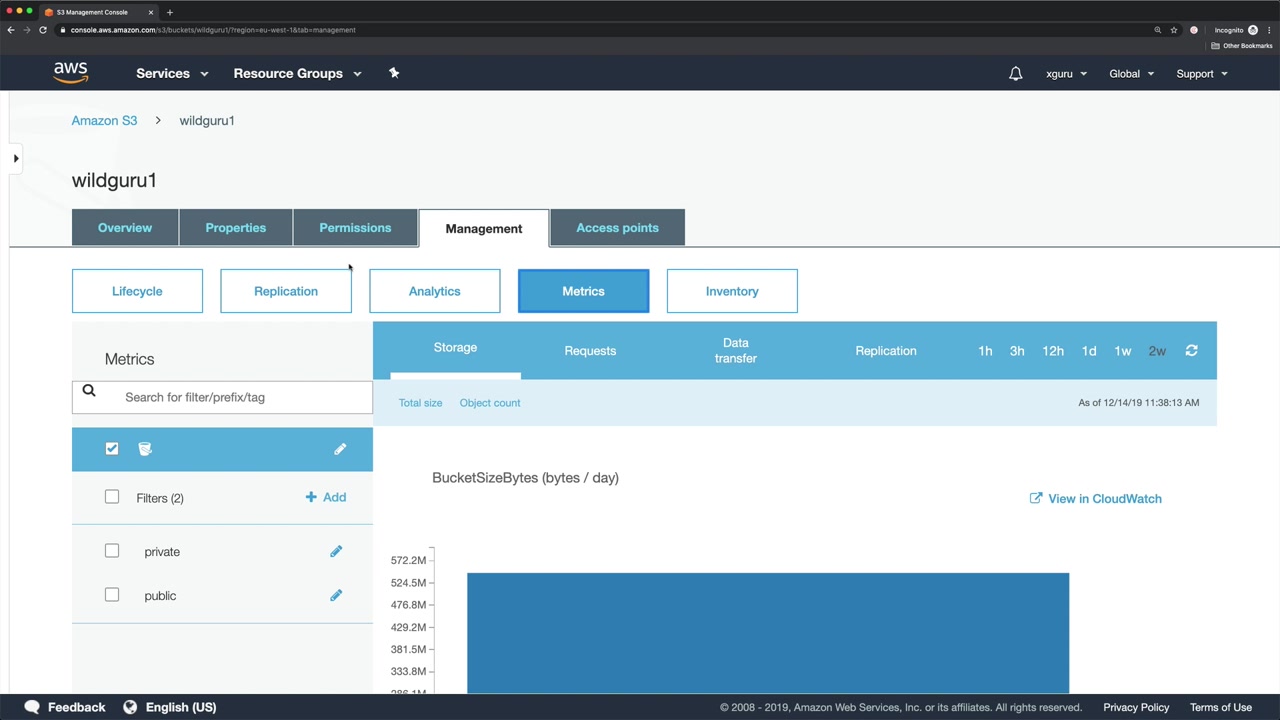 S3 Management Console
console.aws.amazon.com/s3/buckets/wildguru1/?region=eu-west-1&tab=management
Incognito
Other Bookmarks
aws
Services
Resource Groups
xguru
Global
Support
Amazon S3 > wildguru1
wildguru1
Overview
Properties
Permissions
Management
Access points
Lifecycle
Replication
Analytics
Metrics
Inventory
Metrics
Search for filter/prefix/tag
Filters (2)
+ Add
private
public
Storage
Requests
Data
transfer
Replication
1h 3h 12h 1d 1w 2w
Total size
Object count
As of 12/14/19 11:38:13 AM
BucketSizeBytes (bytes / day)
View in CloudWatch
572.2M
524.5M
476.8M
429.2M
381.5M
333.8M
286.1M
Feedback
English (US)
© 2008 - 2019, Amazon Web Services, Inc. or its affiliates. All rights reserved.
Privacy Policy
Terms of Use